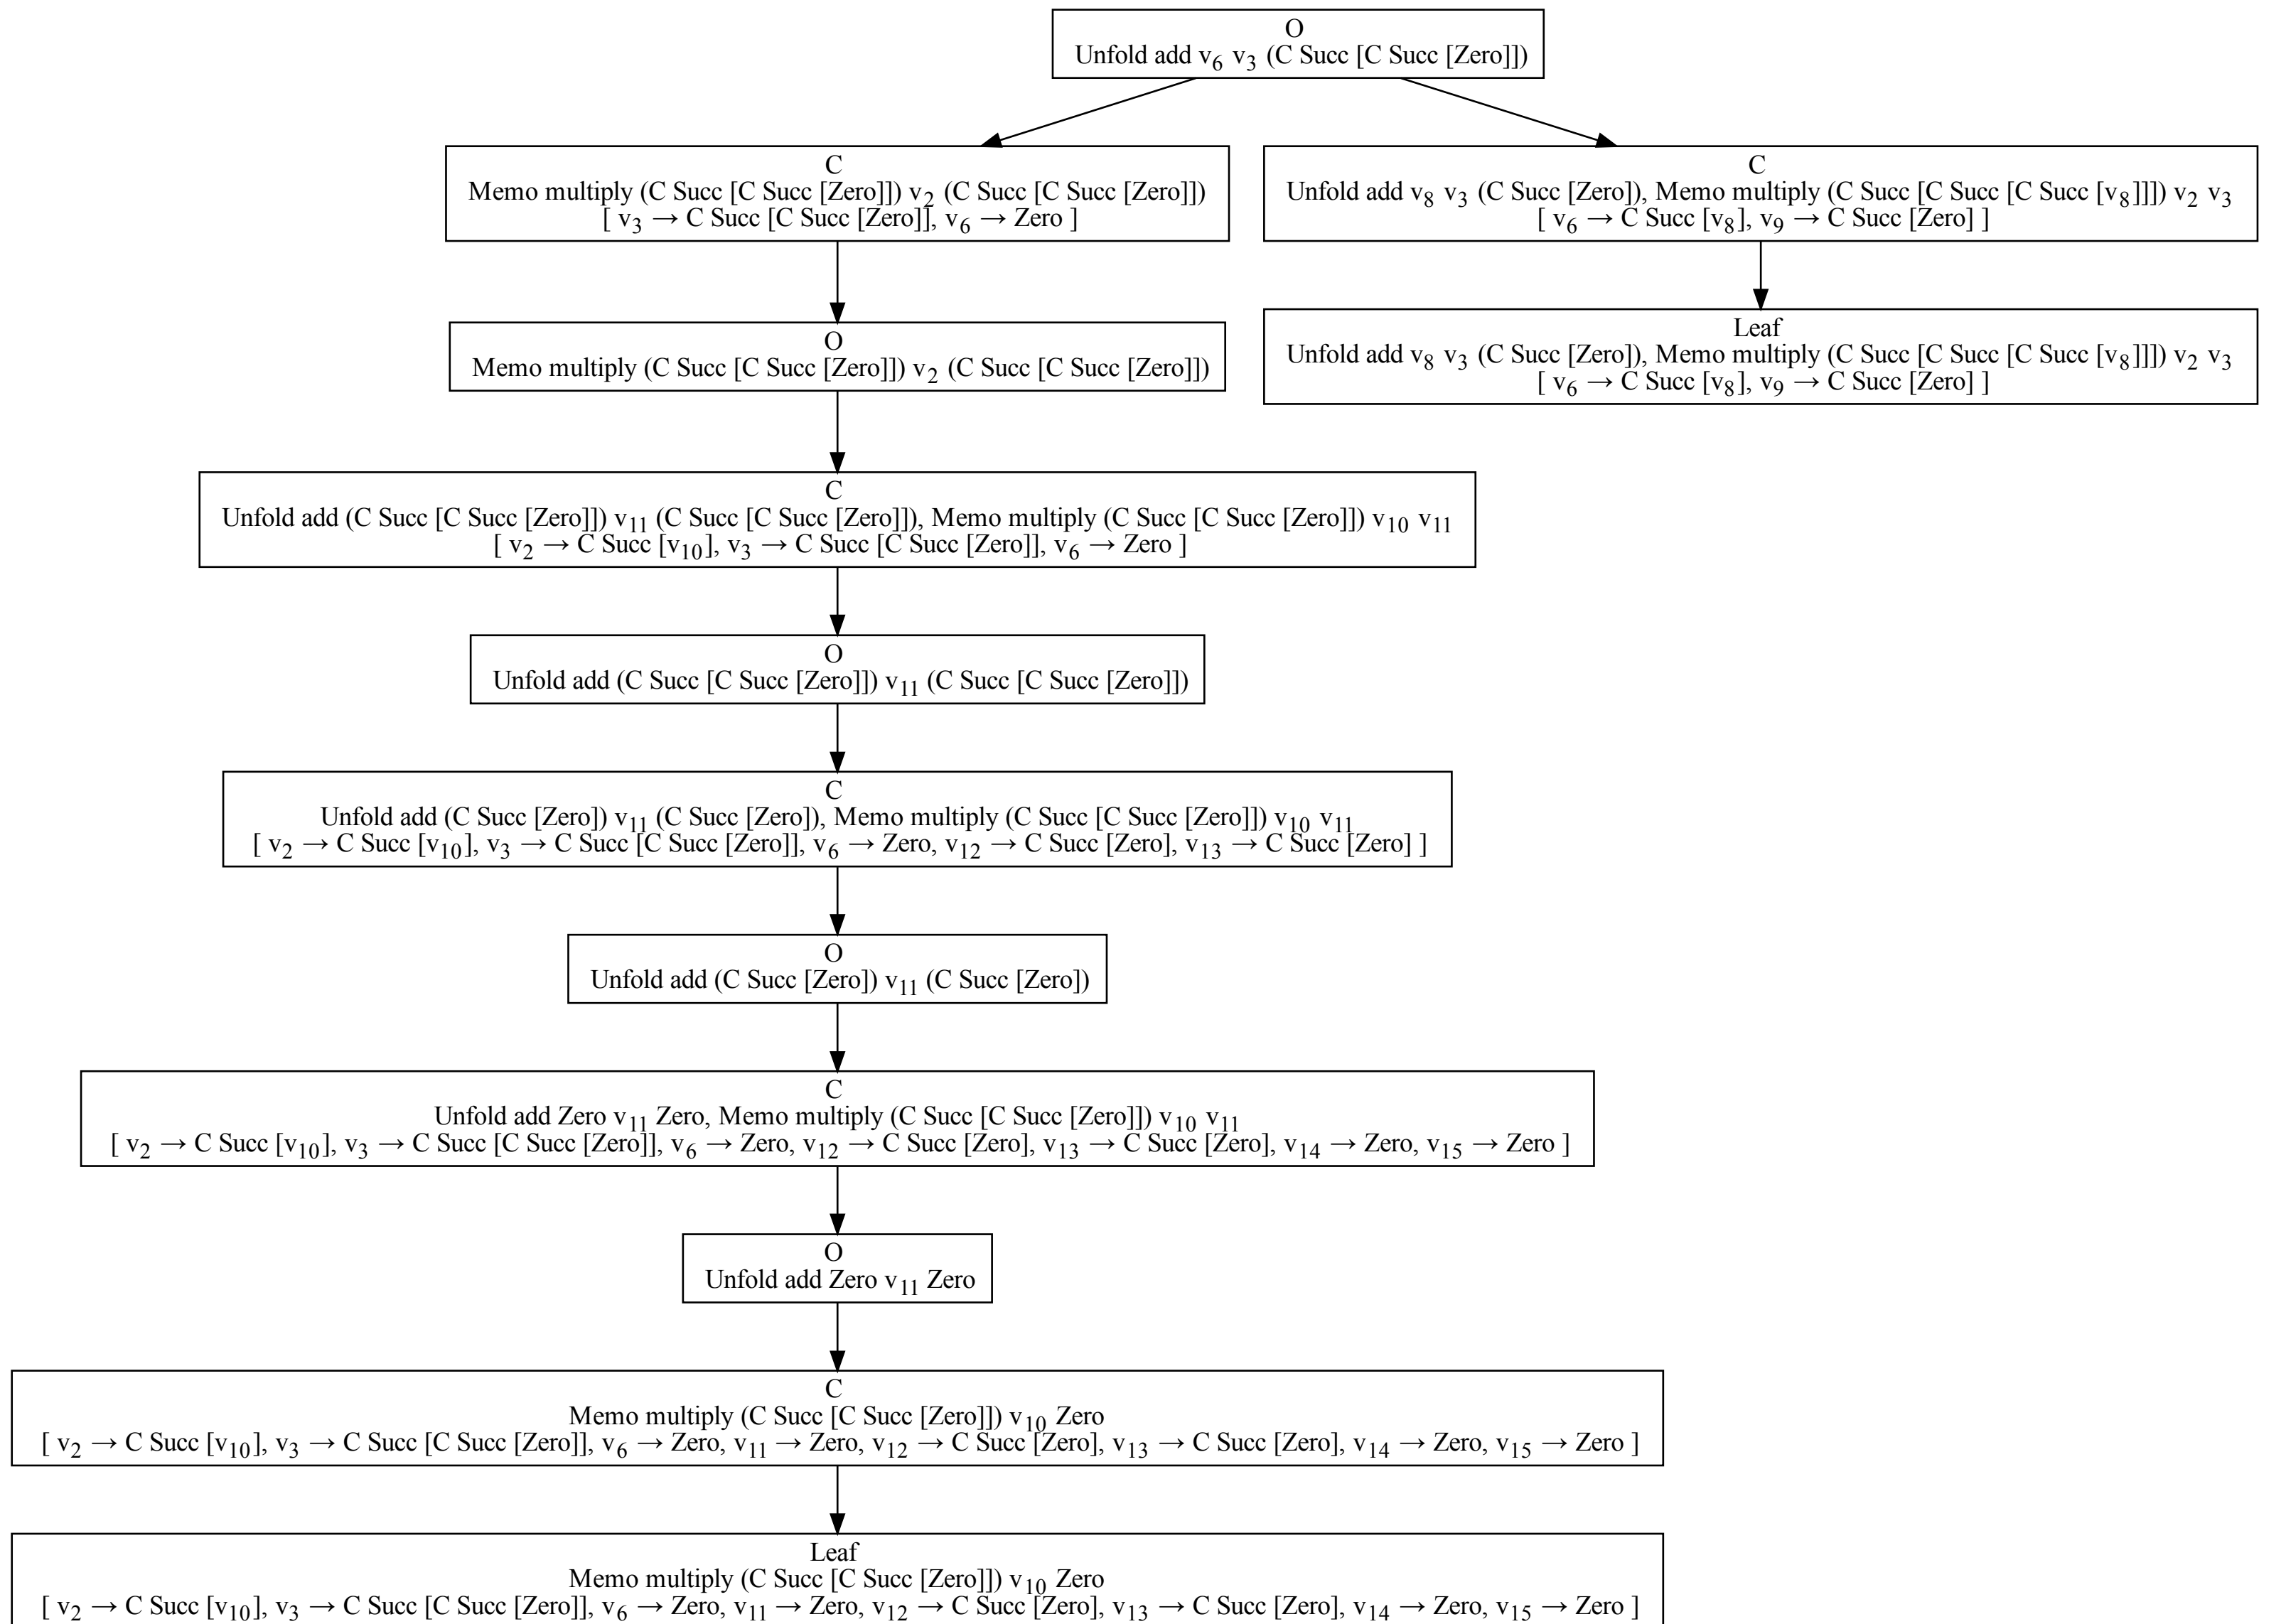 O
Unfold add v₆ v₃ (C Succ [C Succ [Zero]])
C
Memo multiply (C Succ [C Succ [Zero]]) v₂ (C Succ [C Succ [Zero]])
[ v₃ → C Succ [C Succ [Zero]], v₆ → Zero ]
C
Unfold add v₈ v₃ (C Succ [Zero]), Memo multiply (C Succ [C Succ [C Succ [v₈]]]) v₂ v₃
[ v₆ → C Succ [v₈], v₉ → C Succ [Zero] ]
O
Memo multiply (C Succ [C Succ [Zero]]) v₂ (C Succ [C Succ [Zero]])
Leaf
Unfold add v₈ v₃ (C Succ [Zero]), Memo multiply (C Succ [C Succ [C Succ [v₈]]]) v₂ v₃
[ v₆ → C Succ [v₈], v₉ → C Succ [Zero] ]
C
Unfold add (C Succ [C Succ [Zero]]) v₁₁ (C Succ [C Succ [Zero]]), Memo multiply (C Succ [C Succ [Zero]]) v₁₀ v₁₁
[ v₂ → C Succ [v₁₀], v₃ → C Succ [C Succ [Zero]], v₆ → Zero ]
O
Unfold add (C Succ [C Succ [Zero]]) v₁₁ (C Succ [C Succ [Zero]])
C
Unfold add (C Succ [Zero]) v₁₁ (C Succ [Zero]), Memo multiply (C Succ [C Succ [Zero]]) v₁₀ v₁₁
[ v₂ → C Succ [v₁₀], v₃ → C Succ [C Succ [Zero]], v₆ → Zero, v₁₂ → C Succ [Zero], v₁₃ → C Succ [Zero] ]
O
Unfold add (C Succ [Zero]) v₁₁ (C Succ [Zero])
C
Unfold add Zero v₁₁ Zero, Memo multiply (C Succ [C Succ [Zero]]) v₁₀ v₁₁
[ v₂ → C Succ [v₁₀], v₃ → C Succ [C Succ [Zero]], v₆ → Zero, v₁₂ → C Succ [Zero], v₁₃ → C Succ [Zero], v₁₄ → Zero, v₁₅ → Zero ]
O
Unfold add Zero v₁₁ Zero
C
Memo multiply (C Succ [C Succ [Zero]]) v₁₀ Zero
[ v₂ → C Succ [v₁₀], v₃ → C Succ [C Succ [Zero]], v₆ → Zero, v₁₁ → Zero, v₁₂ → C Succ [Zero], v₁₃ → C Succ [Zero], v₁₄ → Zero, v₁₅ → Zero ]
Leaf
Memo multiply (C Succ [C Succ [Zero]]) v₁₀ Zero
[ v₂ → C Succ [v₁₀], v₃ → C Succ [C Succ [Zero]], v₆ → Zero, v₁₁ → Zero, v₁₂ → C Succ [Zero], v₁₃ → C Succ [Zero], v₁₄ → Zero, v₁₅ → Zero ]